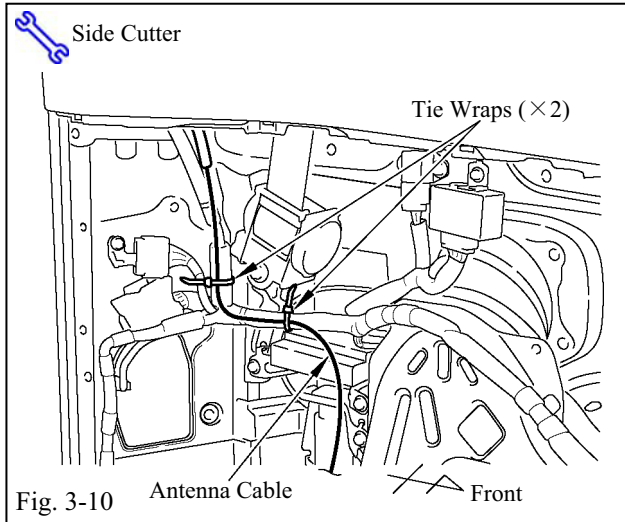 Side Cutter
Tie Wraps (×2)
Fig. 3-10
Antenna Cable
Front